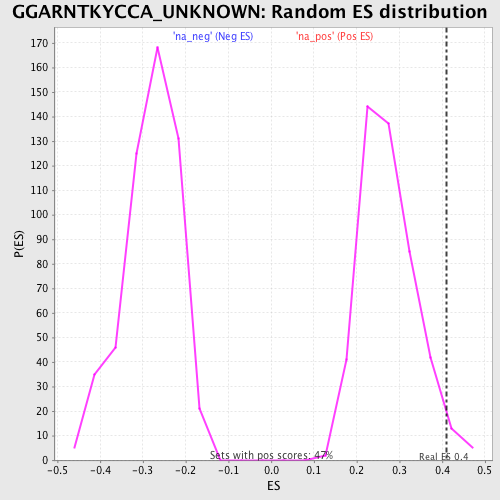 GGARNTKYCCA_UNKNOWN: Random ES distribution
'na_neg' (Neg ES) 'na_pos' (Pos ES)
170
160
150
140
130
120
110
100
90
80
70
60
50
40
30
20
10
0
P(ES)
Sets with pos scores: 47%
Real ES 0.4
-0.5 -0.4 -0.3 -0.2 -0.1 0.0 0.1 0.2 0.3 0.4 0.5
ES